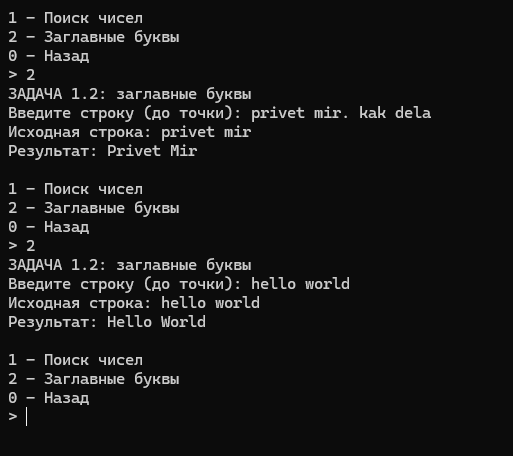 1 — Поиск чисел
2 — Заглавные буквы
0 — Назад
> 2
ЗАДАЧА 1.2: заглавные буквы
Введите строку (до точки): privet mir. kak dela
Исходная строка: privet mir
Результат: Privet Mir
1 — Поиск чисел
2 — Заглавные буквы
0 — Назад
> 2
ЗАДАЧА 1.2: заглавные буквы
Введите строку (до точки): hello world
Исходная строка: hello world
Результат: Hello World
1 — Поиск чисел
2 — Заглавные буквы
0 — Назад
>